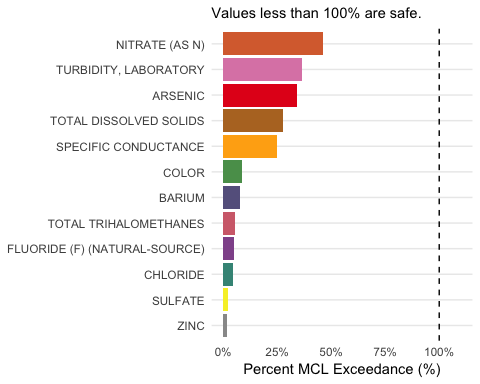 Values less than 100% are safe.
NITRATE (AS N)
TURBIDITY, LABORATORY
ARSENIC
TOTAL DISSOLVED SOLIDS
SPECIFIC CONDUCTANCE
COLOR
BARIUM
TOTAL TRIHALOMETHANES
FLUORIDE (F) (NATURAL-SOURCE)
CHLORIDE
SULFATE
ZINC
0% 25% 50% 75% 100%
Percent MCL Exceedance (%)